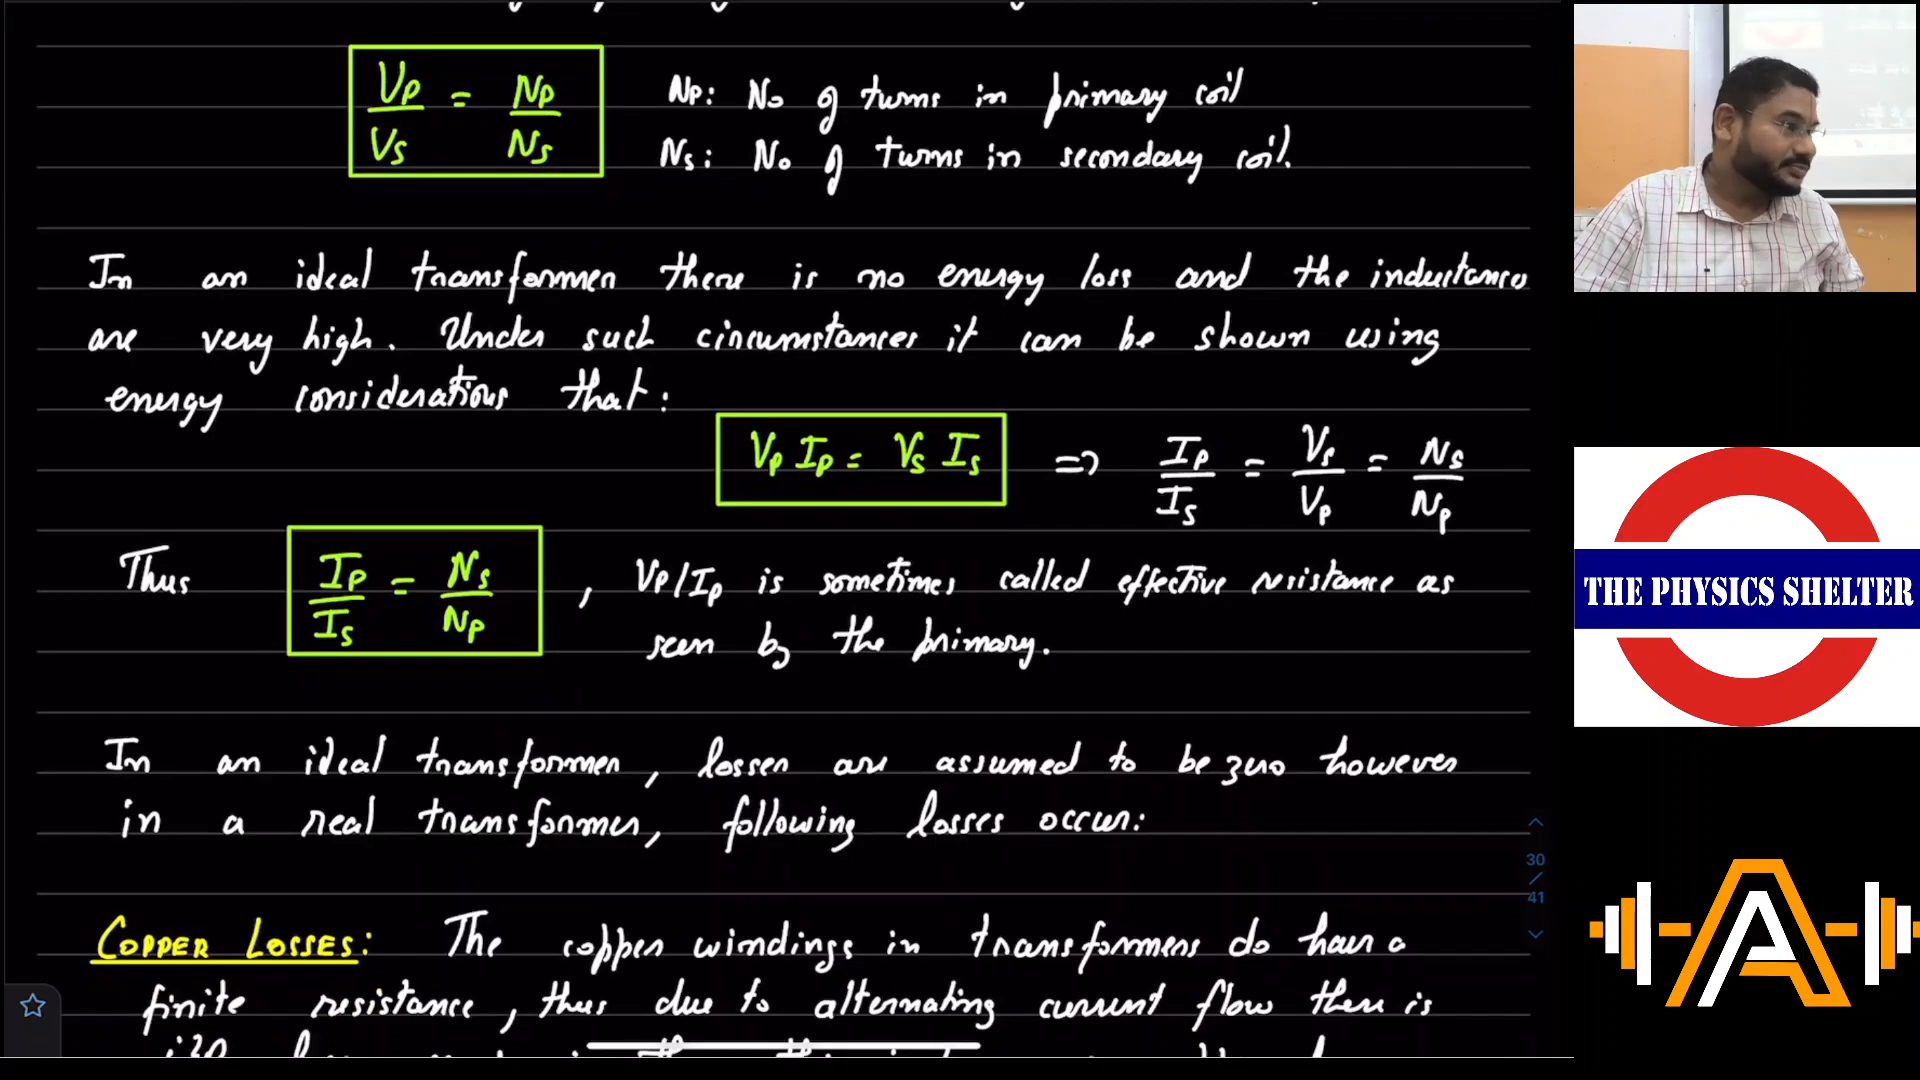 Vp/Vs = Np/Ns
Np: No of turns in primary coil
Ns: No of turns in secondary coil.
In an ideal transformer there is no energy loss and the inductances
are very high. Under such circumstances it can be shown using
energy considerations that:
Vp Ip = Vs Is => Ip/Is = Vs/Vp = Ns/Np
Thus Ip/Is = Ns/Np , Vp/Ip is sometimes called effective resistance as
seen by the primary.
In an ideal transformer, losses are assumed to be zero however
in a real transformer, following losses occur:
COPPER LOSSES: The copper windings in transformers do have a
finite resistance, thus due to alternating current flow there is
30
/
41
THE PHYSICS SHELTER
A